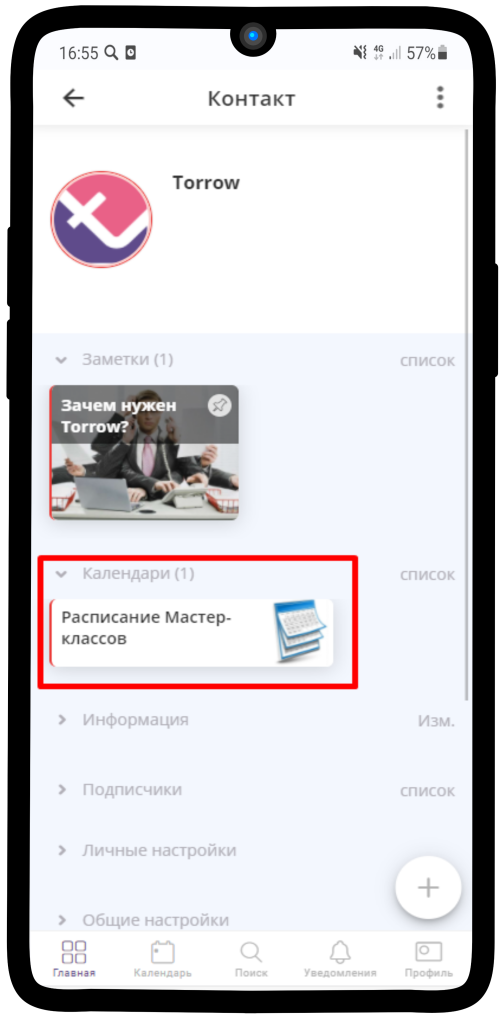 16:55
4G
57%
Контакт
Torrow
Заметки (1)
список
Зачем нужен
Torrow?
Календари (1)
список
Расписание Мастер-
классов
Информация
Изм.
Подписчики
список
Личные настройки
Общие настройки
Главная
Календарь
Поиск
Уведомления
Профиль